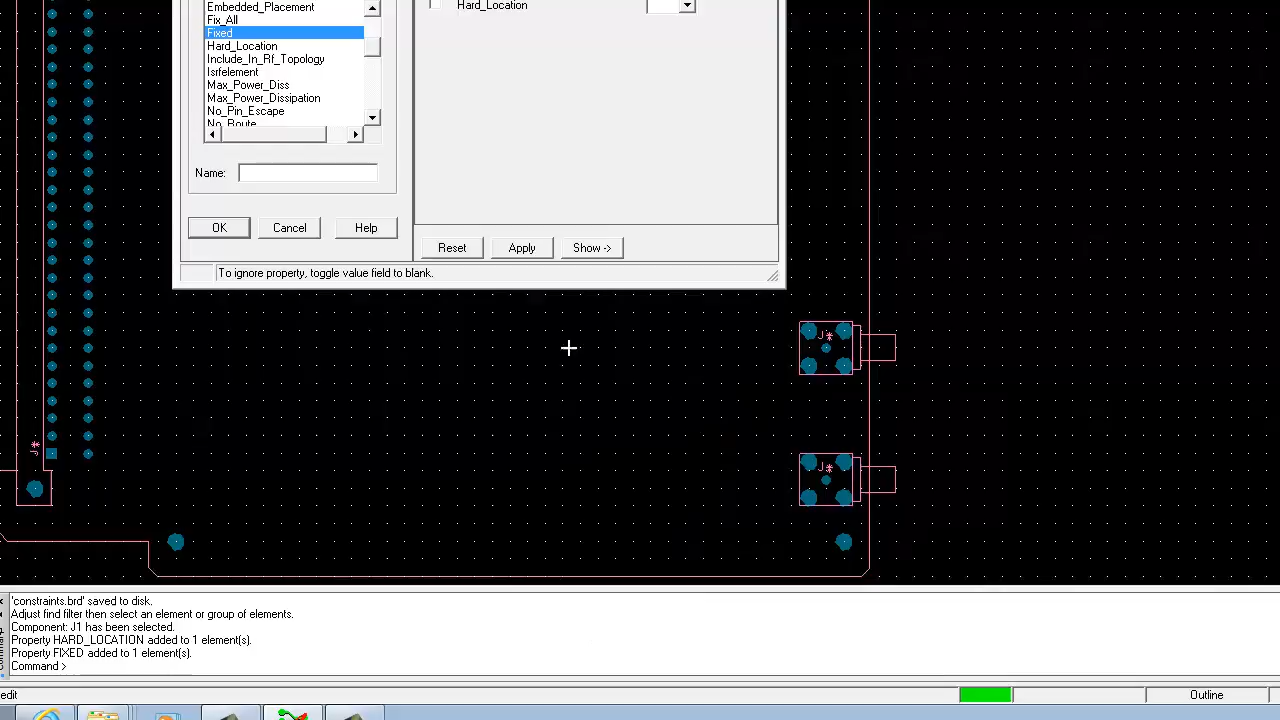 Embedded_Placement
Fix_All
Fixed
Hard_Location
Include_In_Rf_Topology
Isrfelement
Max_Power_Diss
Max_Power_Dissipation
No_Pin_Escape
No_Route
Name:
OK Cancel Help
Hard_Location
Reset Apply Show ->
To ignore property, toggle value field to blank.
J*
J*
J*
'constraints.brd' saved to disk.
Adjust find filter then select an element or group of elements.
Component: J1 has been selected.
Property HARD_LOCATION added to 1 element(s).
Property FIXED added to 1 element(s).
Command >
edit
Outline